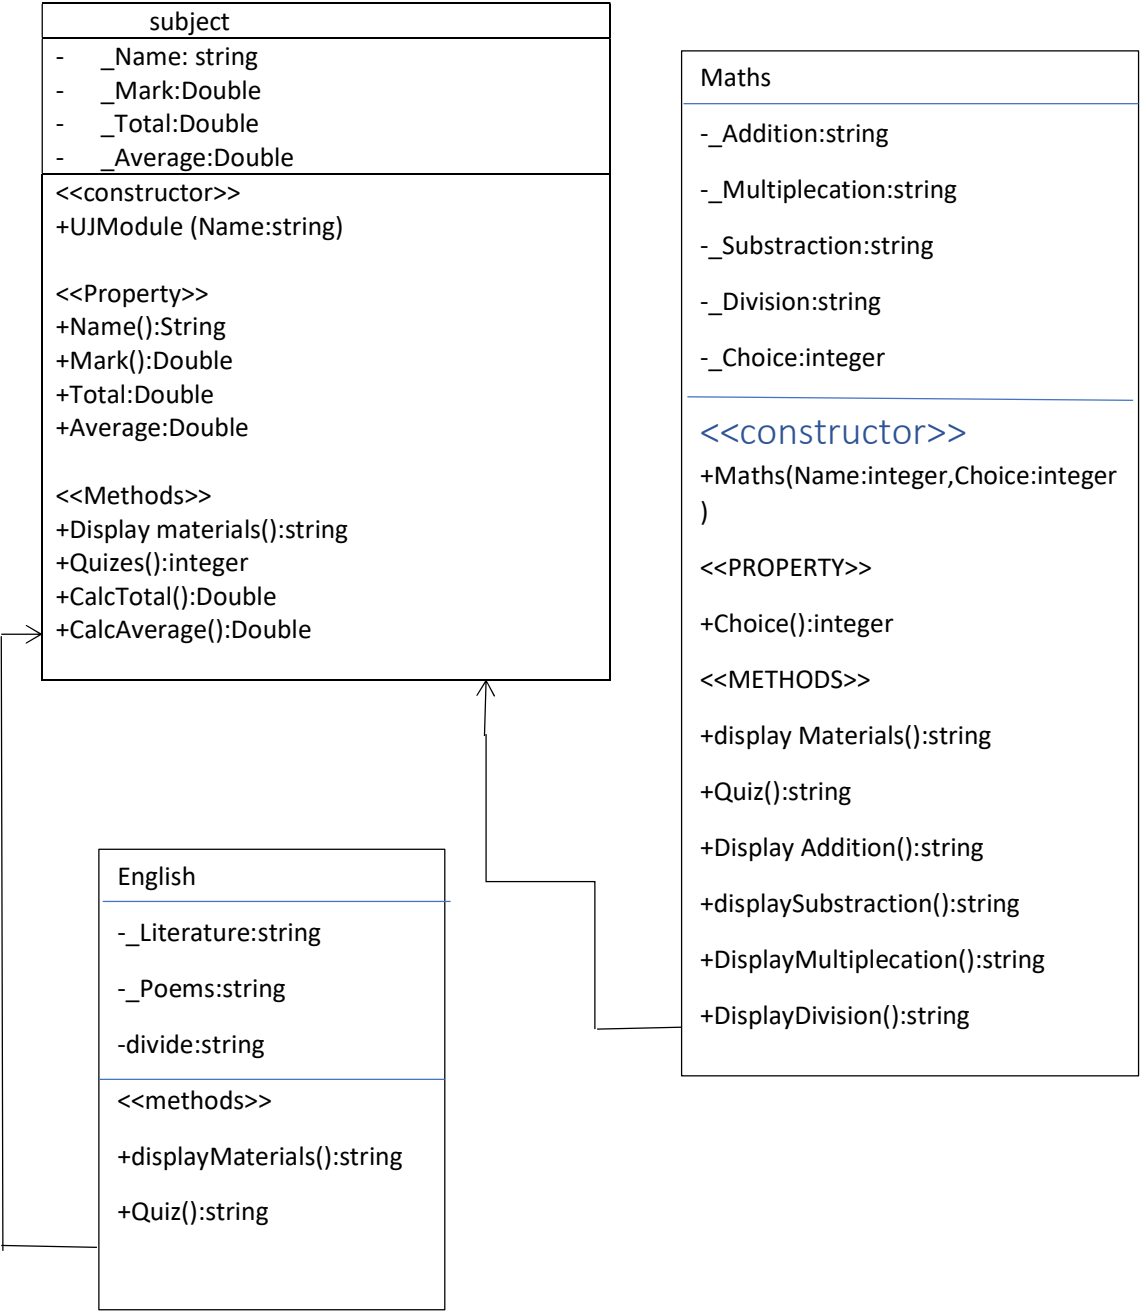 subject
- _Name: string
- _Mark:Double
- _Total:Double
- _Average:Double
<<constructor>>
+UJModule (Name:string)
<<Property>>
+Name():String
+Mark():Double
+Total:Double
+Average:Double
<<Methods>>
+Display materials():string
+Quizes():integer
+CalcTotal():Double
+CalcAverage():Double
Maths
-_Addition:string
-_Multiplecation:string
-_Substraction:string
-_Division:string
-_Choice:integer
<<constructor>>
+Maths(Name:integer,Choice:integer
)
<<PROPERTY>>
+Choice():integer
<<METHODS>>
+display Materials():string
+Quiz():string
+Display Addition():string
+displaySubstraction():string
+DisplayMultiplecation():string
+DisplayDivision():string
English
-_Literature:string
-_Poems:string
-divide:string
<<methods>>
+displayMaterials():string
+Quiz():string